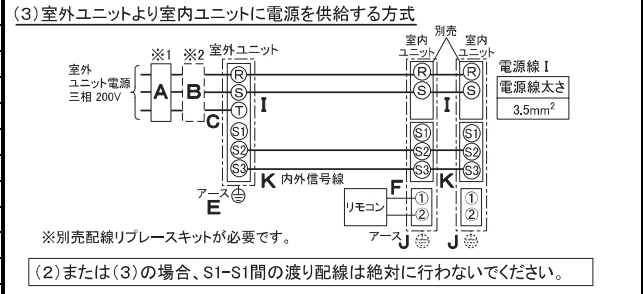 (3)室外ユニットより室内ユニットに電源を供給する方式
別売
※1 ※2 室外ユニット
室内ユニット 室内ユニット
室外ユニット電源
三相 200V
A B C
R S T S1 S2 S3
I
R S S1 S2 S3 ① ②
I
R S S1 S2 S3 ① ②
電源線 I
電源線太さ
3.5mm²
K 内外信号線 K
アース
E
F
リモコン
アース J J
※別売配線リプレースキットが必要です。
(2)または(3)の場合、S1-S1間の渡り配線は絶対に行わないでください。